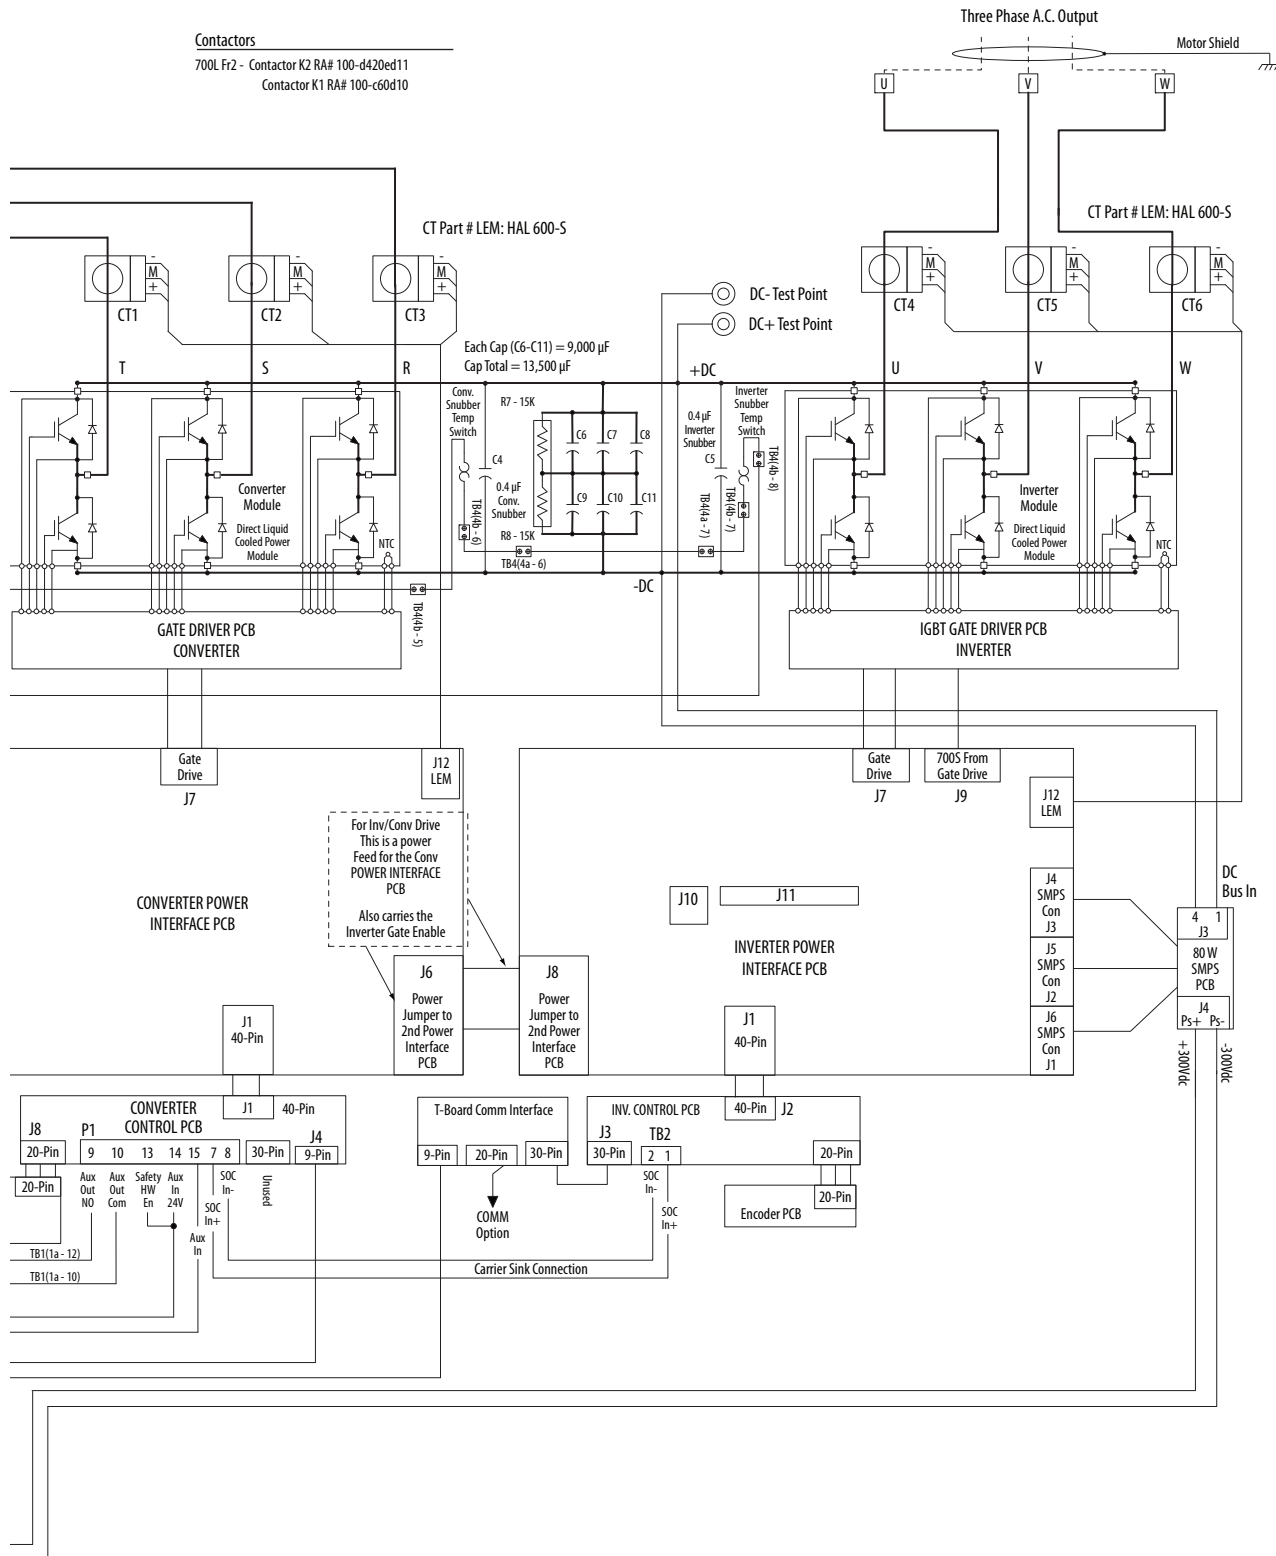 Three Phase A.C. Output
Contactors
Motor Shield
700L Fr2 - Contactor K2 RA# 100-d420ed11
Contactor K1 RA# 100-c60d10
U
V
W
CT Part # LEM: HAL 600-S
CT Part # LEM: HAL 600-S
-
M
+
-
M
+
-
M
+
-
M
+
-
M
+
-
M
+
CT1
CT2
CT3
CT4
CT5
CT6
DC- Test Point
DC+ Test Point
Each Cap (C6-C11) = 9,000 µF
Cap Total = 13,500 µF
T
S
R
+DC
U
V
W
Conv.
Snubber
Temp
Switch
R7 - 15K
C6
C7
C8
C9
C10
C11
R8 - 15K
C4
0.4 µF
Conv.
Snubber
TB4(4b - 6)
TB4(4a - 6)
0.4 µF
Inverter
Snubber
C5
Inverter
Snubber
Temp
Switch
TB4(4b - 8)
TB4(4b - 7)
TB4(4a - 7)
-DC
Converter
Module
Direct Liquid
Cooled Power
Module
NTC
Inverter
Module
Direct Liquid
Cooled Power
Module
NTC
TB4(4b - 5)
GATE DRIVER PCB
CONVERTER
IGBT GATE DRIVER PCB
INVERTER
Gate
Drive
J7
J12
LEM
Gate
Drive
J7
700S From
Gate Drive
J9
J12
LEM
For Inv/Conv Drive
This is a power
Feed for the Conv
POWER INTERFACE
PCB
Also carries the
Inverter Gate Enable
CONVERTER POWER
INTERFACE PCB
J10
J11
INVERTER POWER
INTERFACE PCB
J4
SMPS
Con
J3
J5
SMPS
Con
J2
J6
SMPS
Con
J1
DC
Bus In
4 1
J3
80 W
SMPS
PCB
J4
Ps+ Ps-
+300Vdc
-300Vdc
J6
Power
Jumper to
2nd Power
Interface
PCB
J8
Power
Jumper to
2nd Power
Interface
PCB
J1
40-Pin
J1
40-Pin
CONVERTER
CONTROL PCB
J1
40-Pin
J8
20-Pin
20-Pin
P1
9 10 13 14 15 7 8
30-Pin
J4
9-Pin
Aux
Out
NO
Aux
Out
Com
Safety
HW
En
Aux
In
24V
Aux
In
SOC
In+
SOC
In-
Unused
T-Board Comm Interface
9-Pin
20-Pin
30-Pin
COMM
Option
INV. CONTROL PCB
40-Pin
J2
J3
30-Pin
TB2
2 1
20-Pin
SOC
In-
SOC
In+
20-Pin
Encoder PCB
TB1(1a - 12)
TB1(1a - 10)
Carrier Sink Connection